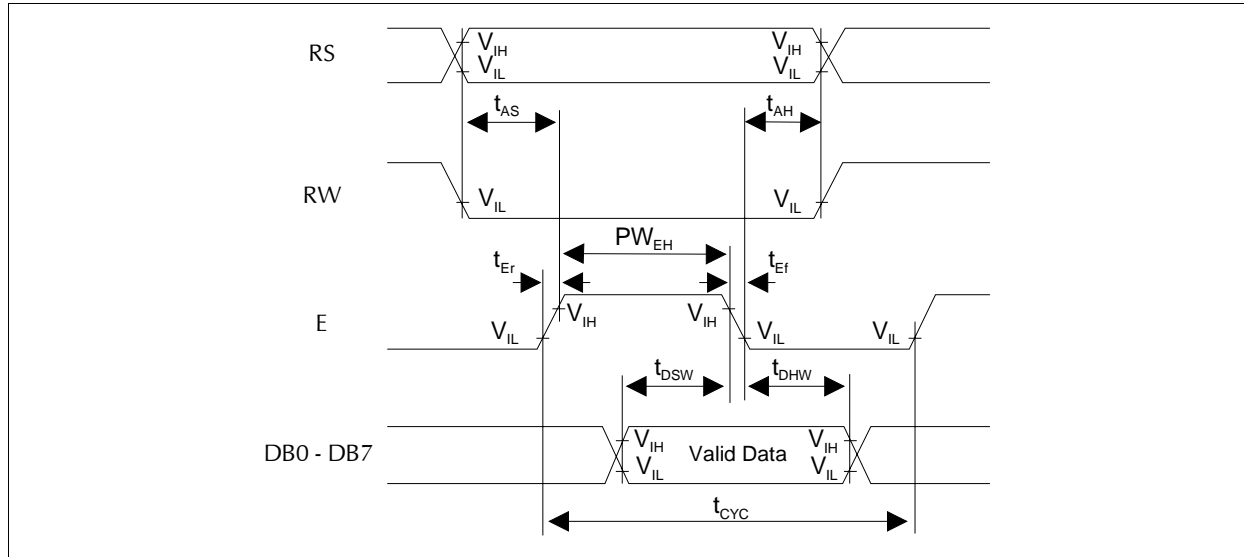 RS
V_IH
V_IH
V_IL
V_IL
t_AS
t_AH
RW
V_IL
V_IL
PW_EH
t_Er
t_Ef
E
V_IH
V_IH
V_IL
V_IL
V_IL
t_DSW
t_DHW
DB0 - DB7
V_IH
Valid Data
V_IH
V_IL
V_IL
t_CYC